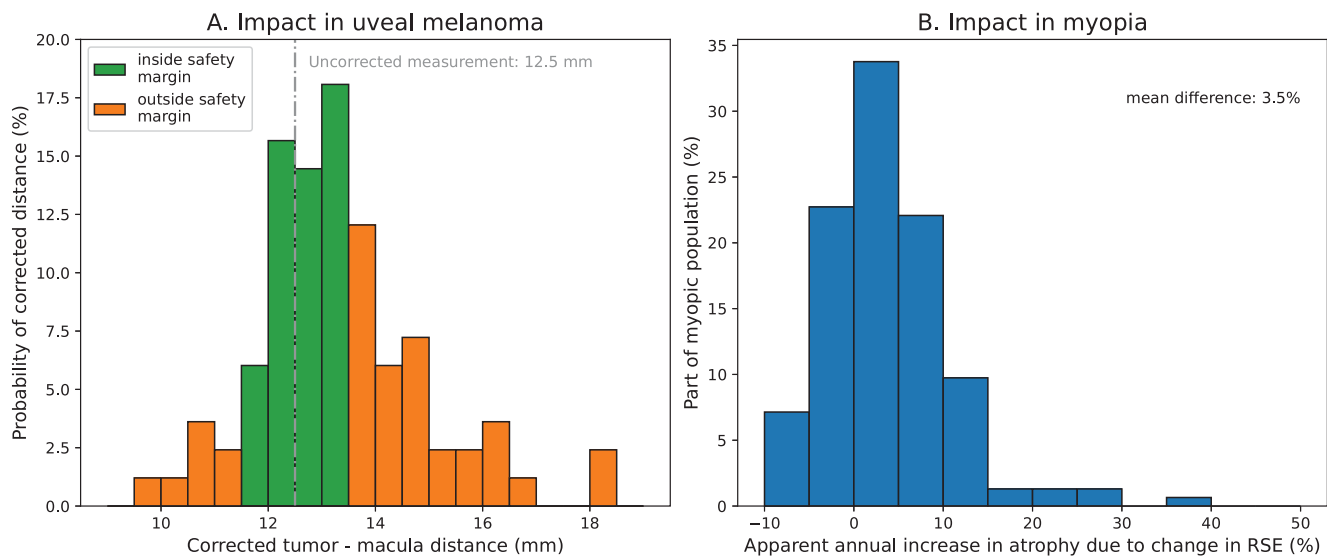 A. Impact in uveal melanoma
20.0
17.5
15.0
12.5
10.0
7.5
5.0
2.5
0.0
Probability of corrected distance (%)
inside safety
margin
outside safety
margin
Uncorrected measurement: 12.5 mm
10
12
14
16
18
Corrected tumor - macula distance (mm)
B. Impact in myopia
35
30
25
20
15
10
5
0
Part of myopic population (%)
mean difference: 3.5%
−10
0
10
20
30
40
50
Apparent annual increase in atrophy due to change in RSE (%)